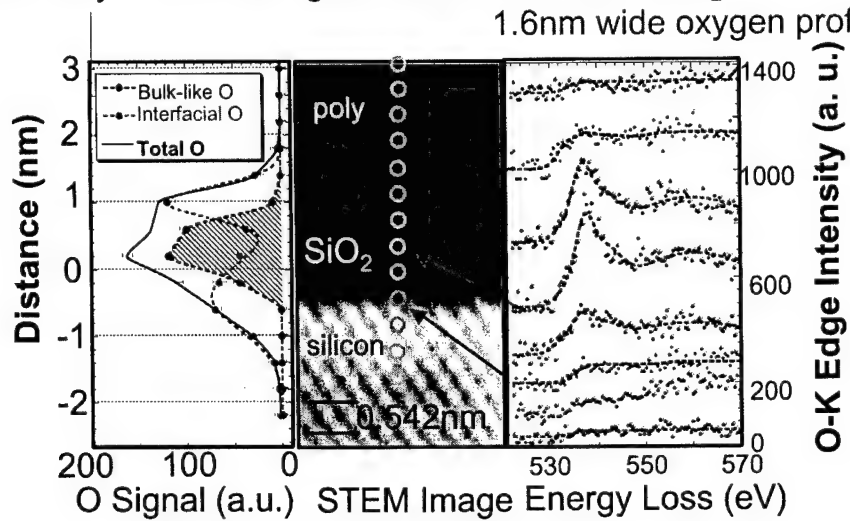 1.6nm wide oxygen prof
Distance (nm)
3
2
1
0
-1
-2
Bulk-like O
Interfacial O
Total O
200
100
0
O Signal (a.u.)
poly
SiO2
silicon
0.542nm
STEM Image
1400
1000
600
200
0
O-K Edge Intensity (a. u.)
530
550
570
Energy Loss (eV)